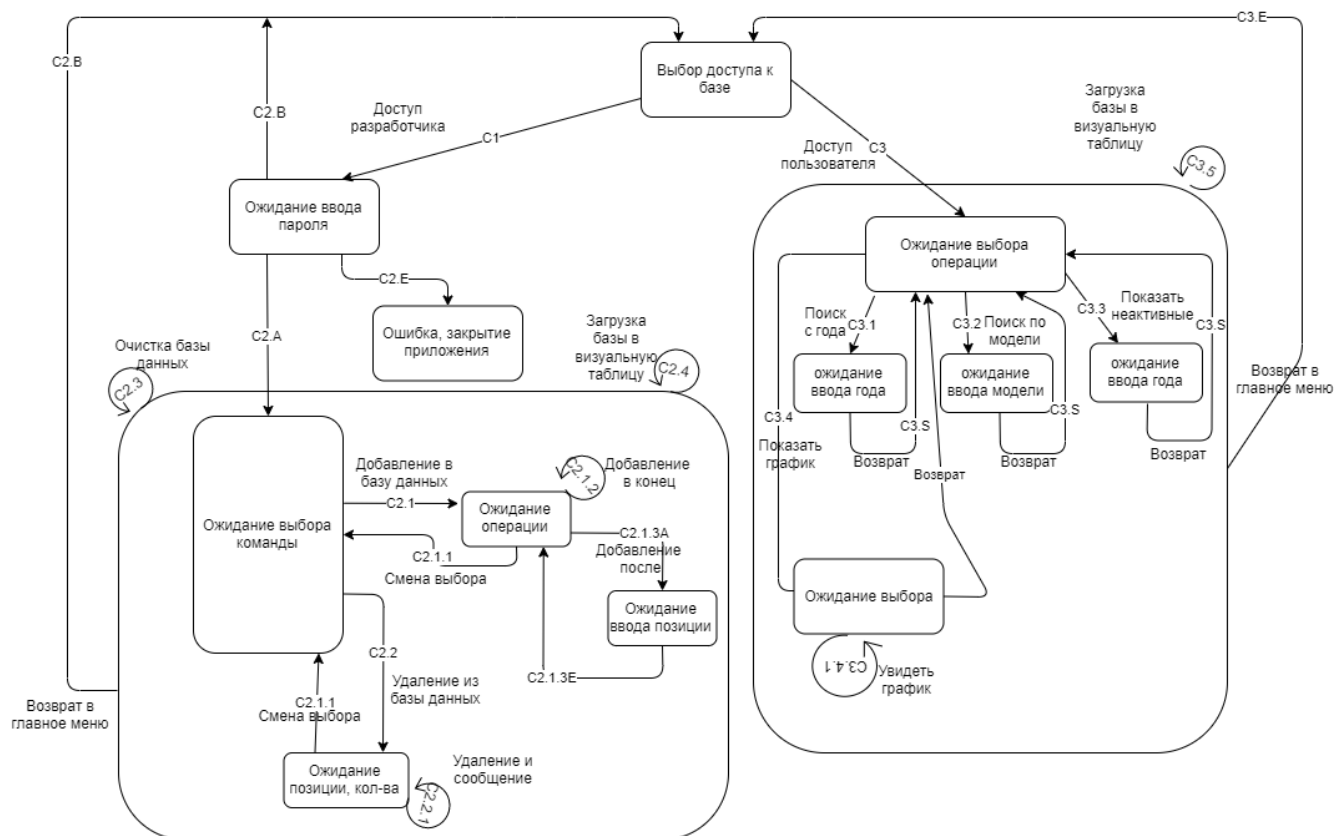 C3.E
C2.B
Выбор доступа к
базе
Загрузка
базы в
визуальную
таблицу
C2.B
Доступ
разработчика
C1
C3
Доступ
пользователя
C3.5
Ожидание ввода
пароля
Ожидание выбора
операции
C2.E
Ошибка, закрытие
приложения
Поиск
с года
C3.1
C3.2
Поиск по
модели
C3.3
Показать
неактивные
C3.S
C2.A
Очистка базы
данных
C2.3
Загрузка
базы в
визуальную
таблицу
C2.4
ожидание
ввода года
ожидание
ввода модели
ожидание
ввода года
Возврат в
главное меню
C3.4
C3.S
C3.S
Показать
график
Возврат
Возврат
Возврат
Возврат
Ожидание выбора
команды
Добавление в
базу данных
C2.1
Ожидание
операции
C2.1.2
Добавление
в конец
C2.1.1
Смена выбора
C2.1.3A
Добавление
после
Ожидание
ввода позиции
C2.1.3E
Ожидание выбора
C3.4.1
Увидеть
график
C2.2
Удаление из
базы данных
C2.1.1
Смена выбора
Возврат в
главное меню
Ожидание
позиции, кол-ва
Удаление и
сообщение
C2.2.1